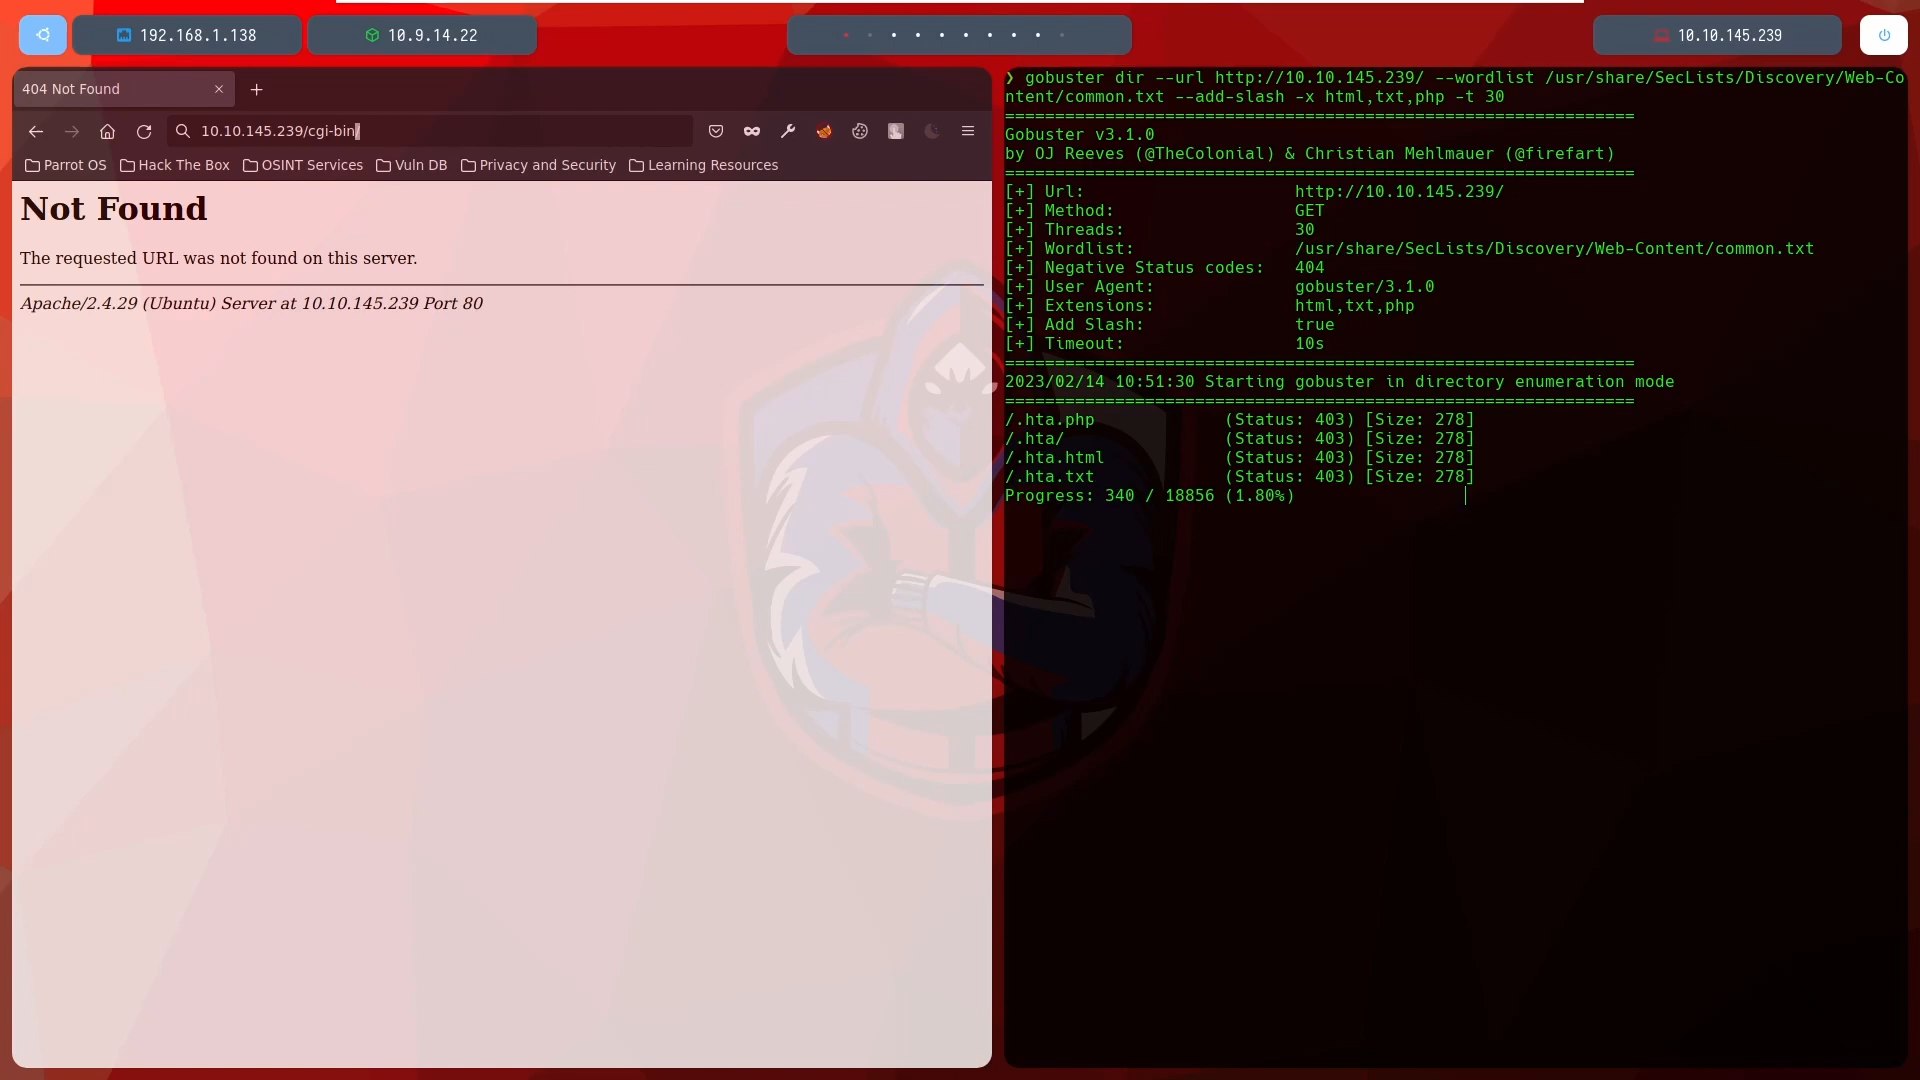 192.168.1.138
10.9.14.22
10.10.145.239
404 Not Found
10.10.145.239/cgi-bin/
Parrot OS
Hack The Box
OSINT Services
Vuln DB
Privacy and Security
Learning Resources
Not Found
The requested URL was not found on this server.
Apache/2.4.29 (Ubuntu) Server at 10.10.145.239 Port 80
❯ gobuster dir --url http://10.10.145.239/ --wordlist /usr/share/SecLists/Discovery/Web-Co
ntent/common.txt --add-slash -x html,txt,php -t 30
===============================================================
Gobuster v3.1.0
by OJ Reeves (@TheColonial) & Christian Mehlmauer (@firefart)
===============================================================
[+] Url:                     http://10.10.145.239/
[+] Method:                  GET
[+] Threads:                 30
[+] Wordlist:                /usr/share/SecLists/Discovery/Web-Content/common.txt
[+] Negative Status codes:   404
[+] User Agent:              gobuster/3.1.0
[+] Extensions:              html,txt,php
[+] Add Slash:               true
[+] Timeout:                 10s
===============================================================
2023/02/14 10:51:30 Starting gobuster in directory enumeration mode
===============================================================
/.hta.php             (Status: 403) [Size: 278]
/.hta/                (Status: 403) [Size: 278]
/.hta.html            (Status: 403) [Size: 278]
/.hta.txt             (Status: 403) [Size: 278]
Progress: 340 / 18856 (1.80%)